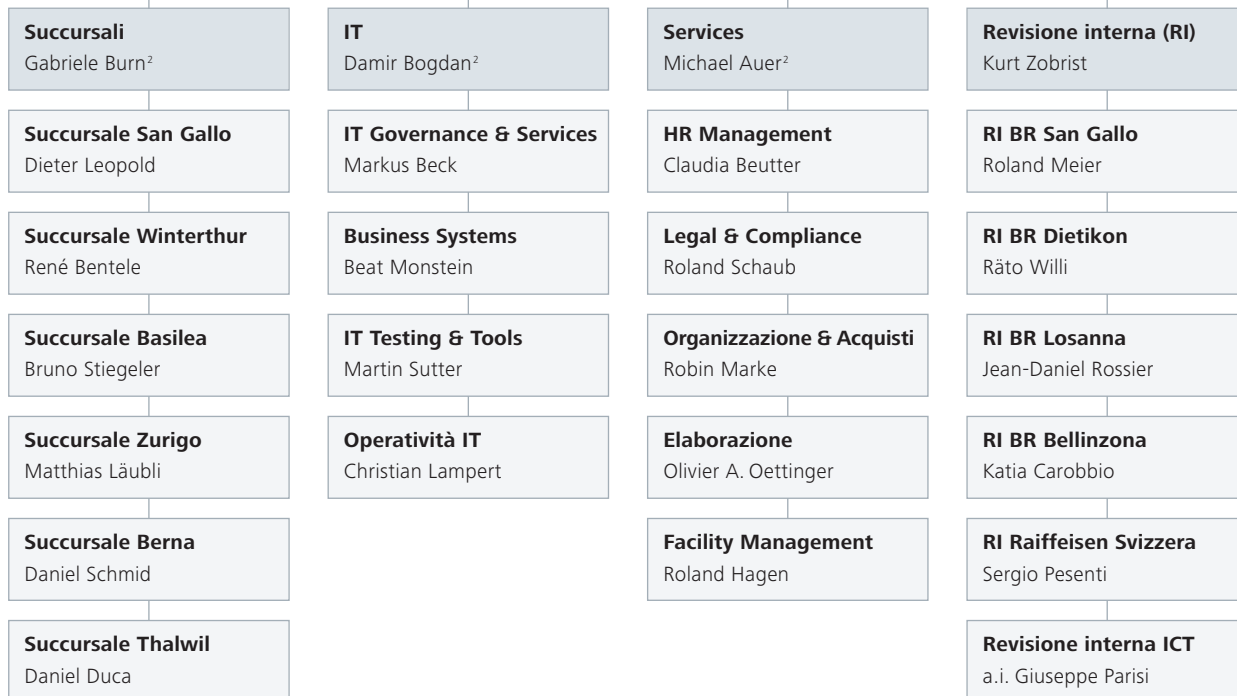 Succursali
Gabriele Burn²
Succursale San Gallo
Dieter Leopold
Succursale Winterthur
René Bentele
Succursale Basilea
Bruno Stiegeler
Succursale Zurigo
Matthias Läubli
Succursale Berna
Daniel Schmid
Succursale Thalwil
Daniel Duca
IT
Damir Bogdan²
IT Governance & Services
Markus Beck
Business Systems
Beat Monstein
IT Testing & Tools
Martin Sutter
Operatività IT
Christian Lampert
Services
Michael Auer²
HR Management
Claudia Beutter
Legal & Compliance
Roland Schaub
Organizzazione & Acquisti
Robin Marke
Elaborazione
Olivier A. Oettinger
Facility Management
Roland Hagen
Revisione interna (RI)
Kurt Zobrist
RI BR San Gallo
Roland Meier
RI BR Dietikon
Räto Willi
RI BR Losanna
Jean-Daniel Rossier
RI BR Bellinzona
Katia Carobbio
RI Raiffeisen Svizzera
Sergio Pesenti
Revisione interna ICT
a.i. Giuseppe Parisi